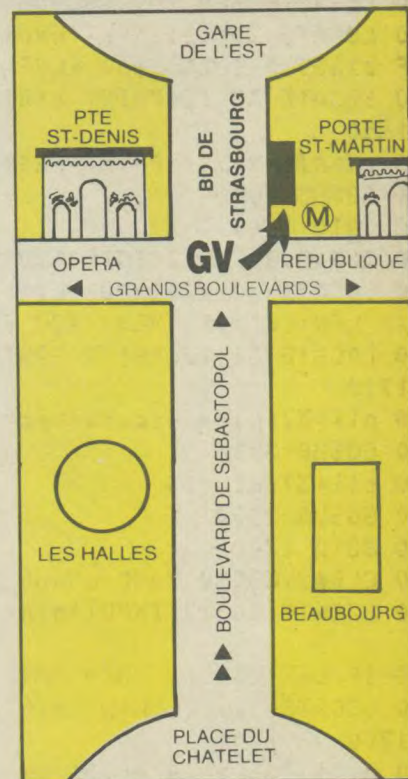 GARE
DE L'EST
PTE
ST-DENIS
BD DE
STRASBOURG
PORTE
ST-MARTIN
M
OPERA
GV
REPUBLIQUE
GRANDS BOULEVARDS
BOULEVARD DE SEBASTOPOL
LES HALLES
BEAUBOURG
PLACE DU
CHATELET